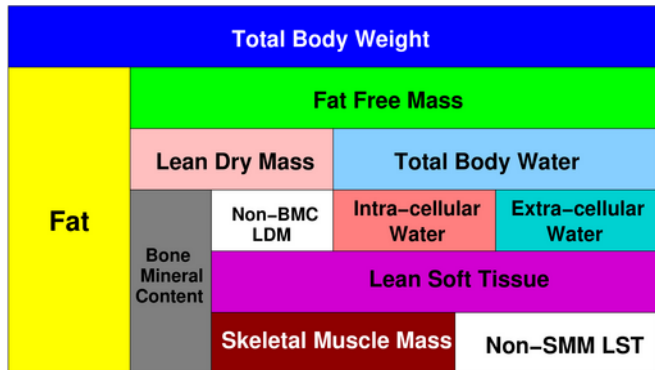 Total Body Weight
Fat Free Mass
Lean Dry Mass
Total Body Water
Fat
Non-BMC
LDM
Intra-cellular
Water
Extra-cellular
Water
Bone
Mineral
Content
Lean Soft Tissue
Skeletal Muscle Mass
Non-SMM LST